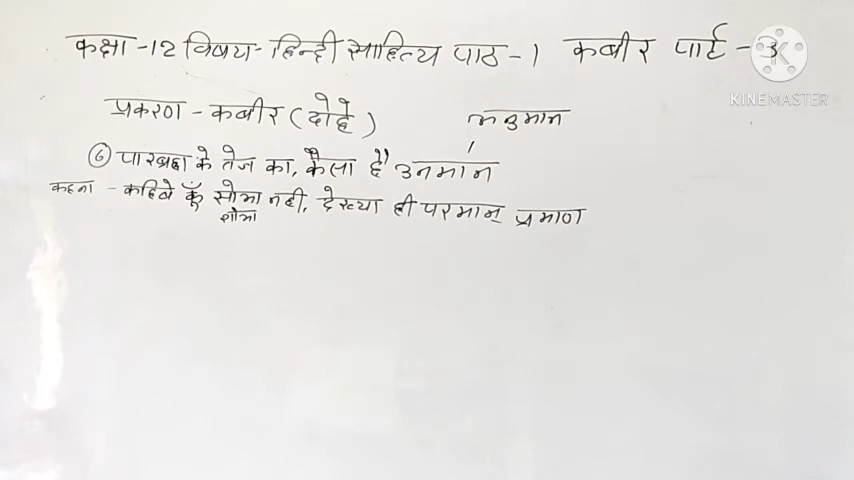 कक्षा -12 विषय- हिन्दी साहित्य पाठ -1 कबीर पार्ट - 3
KINEMASTER
प्रकरण - कबीर (दोहे)
अनुमान
⑥ पारब्रह्म के तेज का, कैसा है उनमान
कहना - कहिबे कूँ सोभा नही, देख्या ही परमान् प्रमाण
शोभा